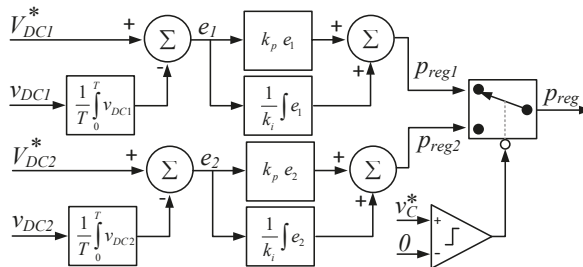 V*DC1 + Σ e1 kp e1 + Σ preg1
-
vDC1 1/T ∫0T vDC1 1/ki ∫ e1 +
preg
V*DC2 + Σ e2 kp e2 + Σ preg2
-
vDC2 1/T ∫0T vDC2 1/ki ∫ e2 +
v*C +
0 -